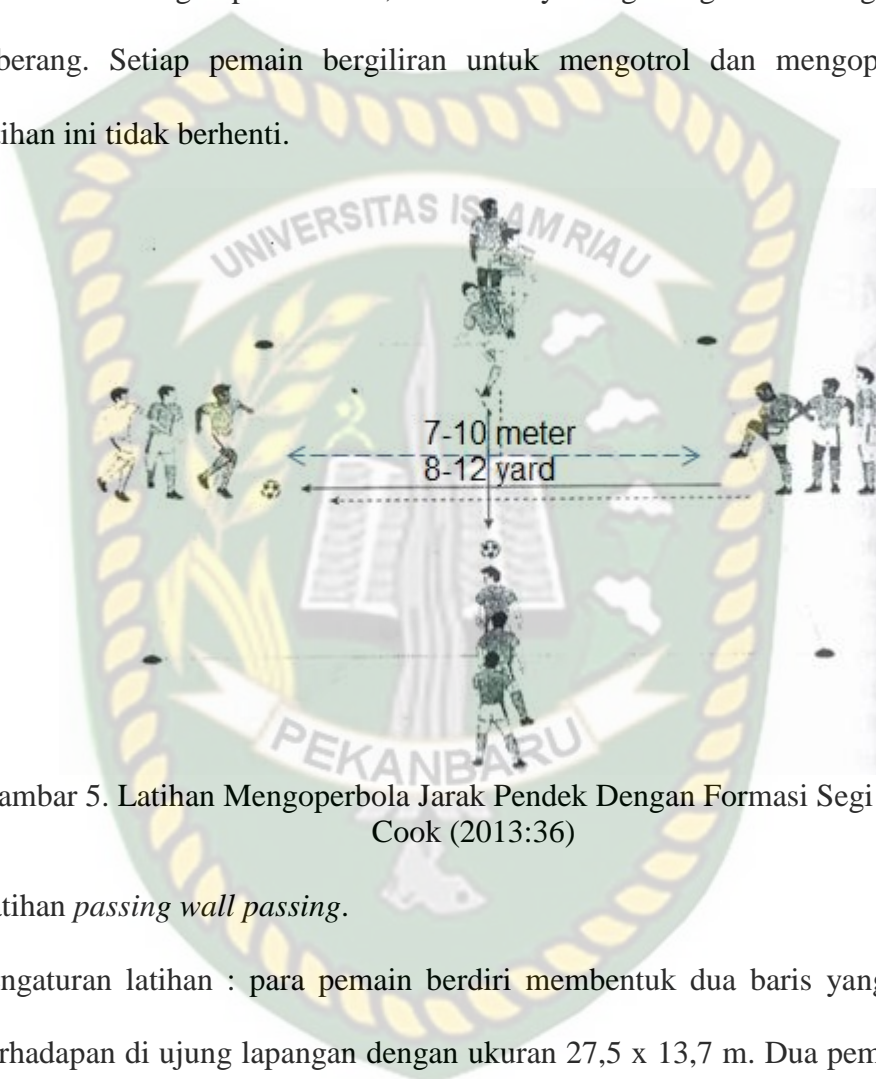 berang. Setiap pemain bergiliran untuk mengotrol dan mengop
tihan ini tidak berhenti.
UNIVERSITAS ISLAM RIAU
7-10 meter
8-12 yard
PEKANBARU
ambar 5. Latihan Mengoperbola Jarak Pendek Dengan Formasi Segi
Cook (2013:36)
tihan passing wall passing.
ngaturan latihan : para pemain berdiri membentuk dua baris yang
rhadapan di ujung lapangan dengan ukuran 27,5 x 13,7 m. Dua pem